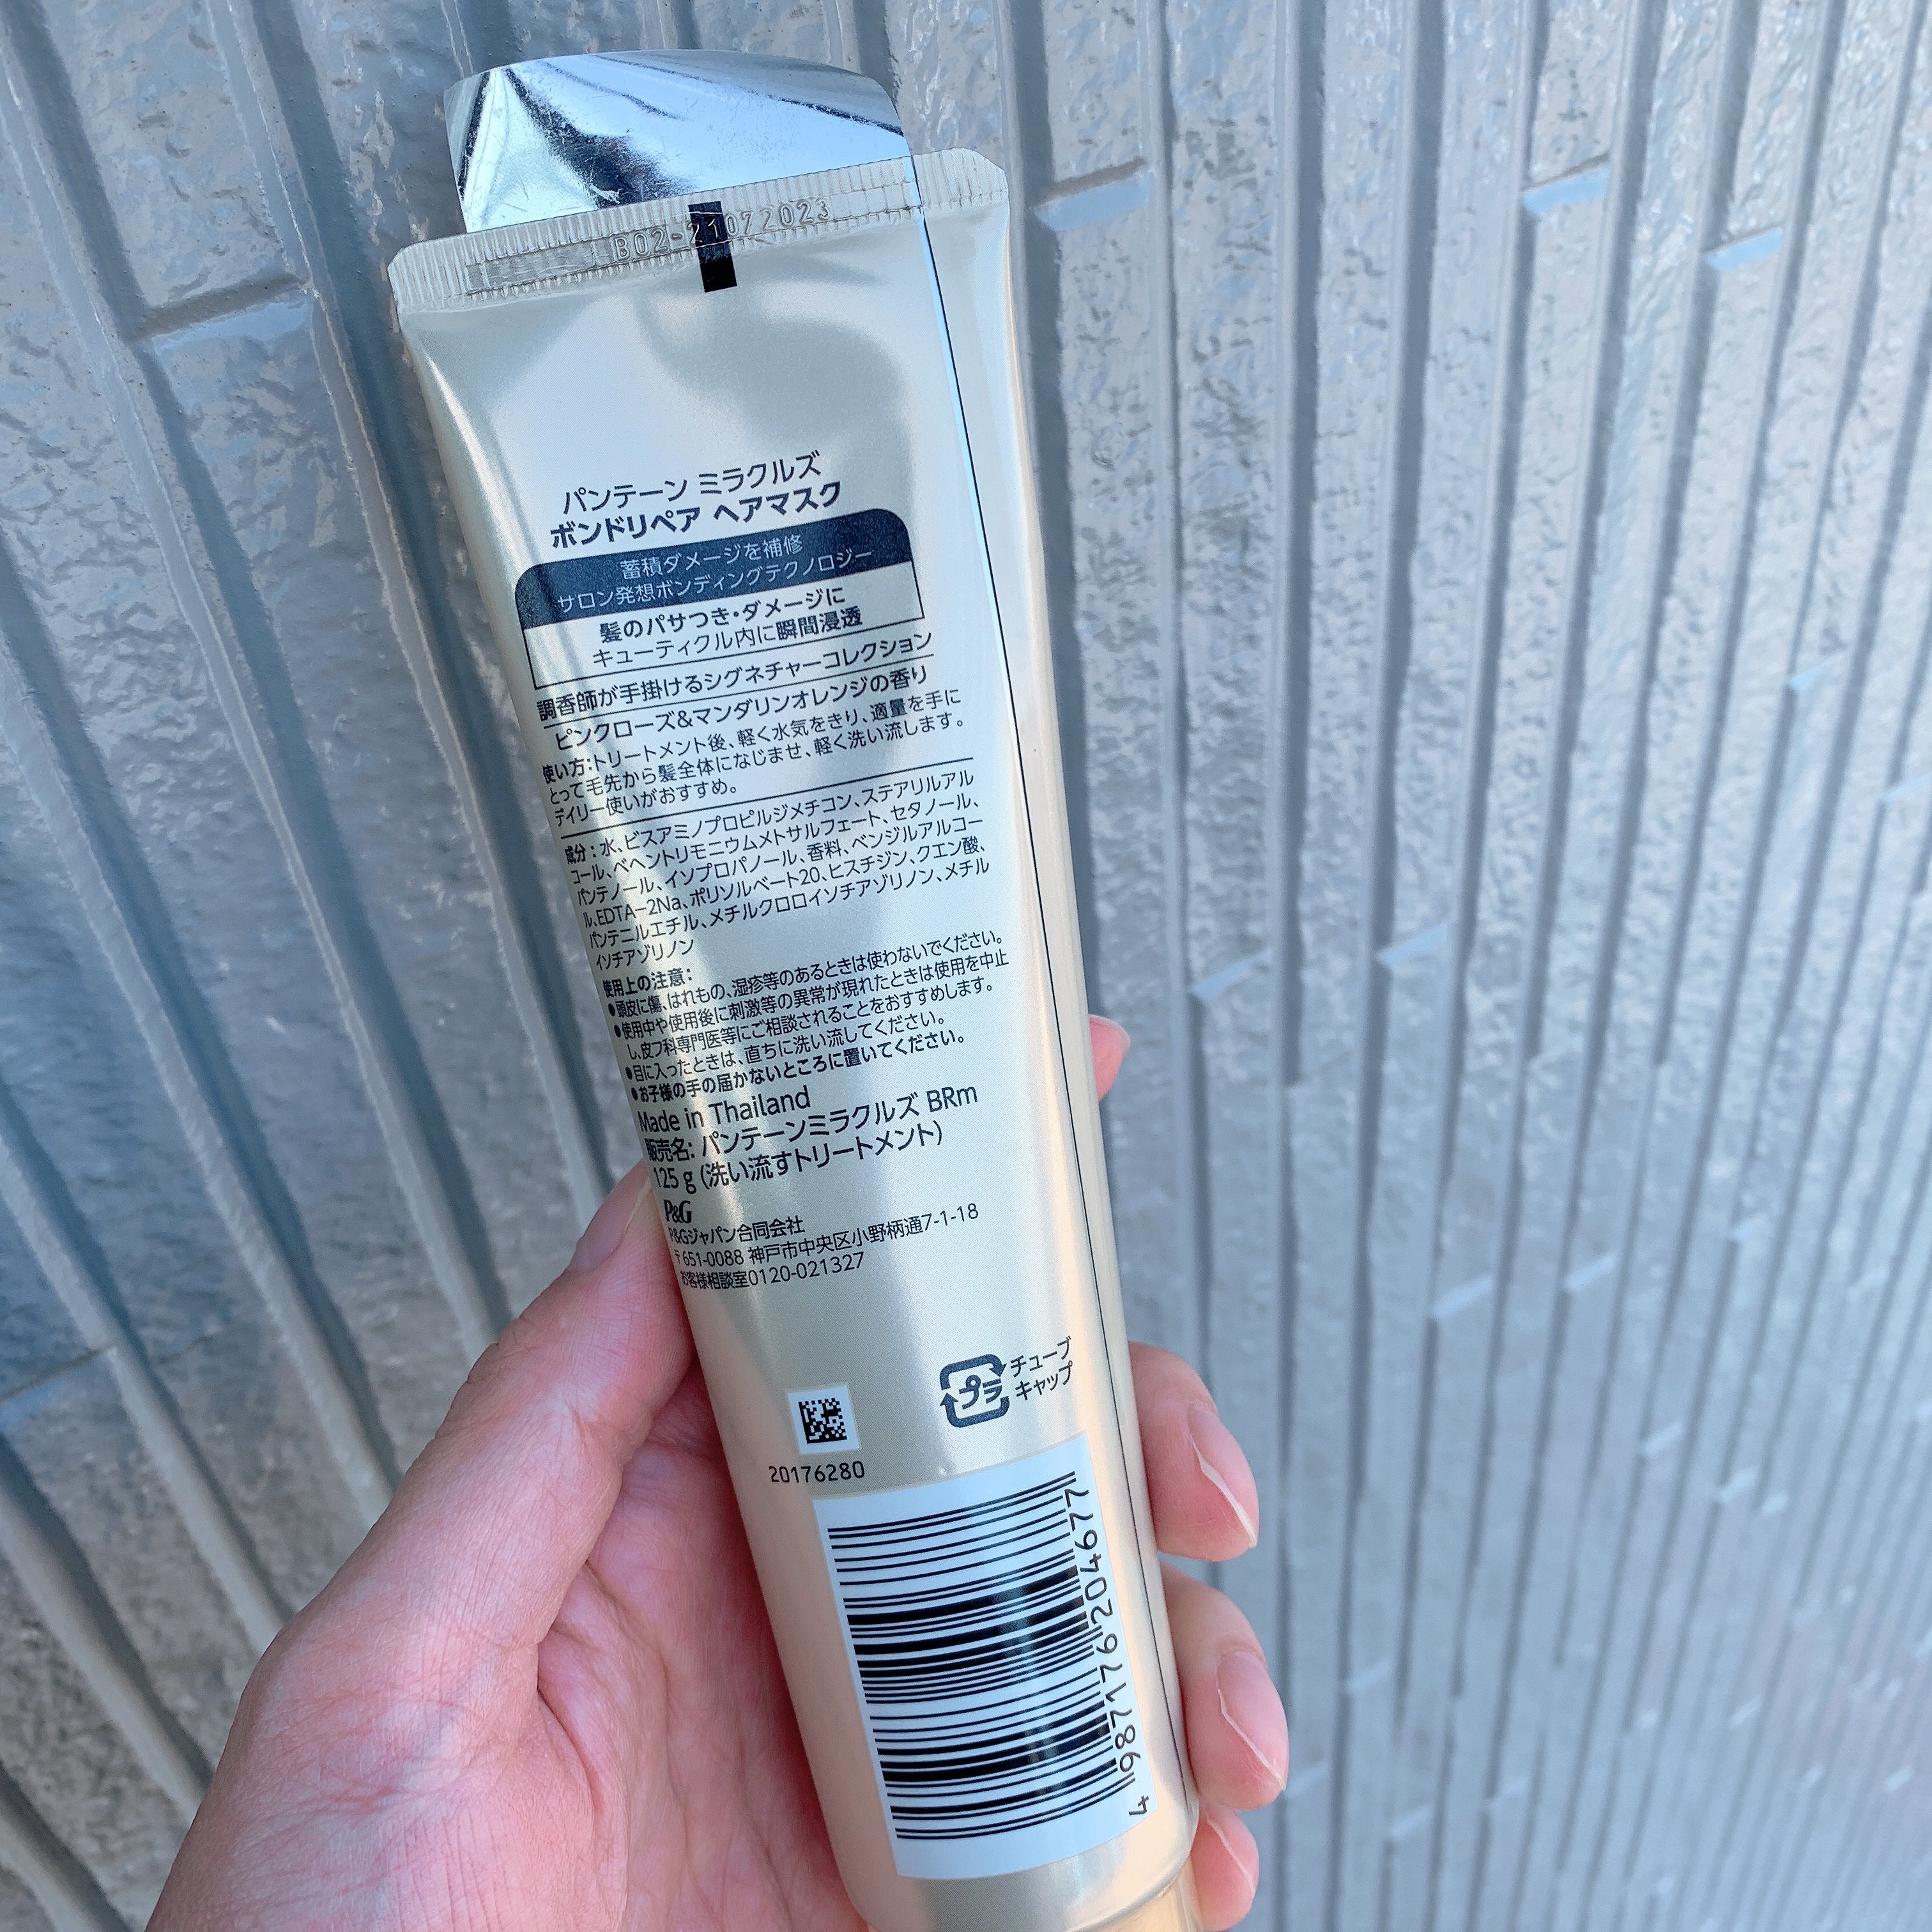 B02-21072023
パンテーン ミラクルズ
ボンドリペア ヘアマスク
蓄積ダメージを補修
サロン発想ボンディングテクノロジー
髪のパサつき・ダメージに
キューティクル内に瞬間浸透
調香師が手掛けるシグネチャーコレクション
ピンクローズ&マンダリンオレンジの香り
使い方:トリートメント後、軽く水気をきり、適量を手に
とって毛先から髪全体になじませ、軽く洗い流します。
デイリー使いがおすすめ。
成分:水、ビスアミノプロピルジメチコン、ステアリルアル
コール、ベヘントリモニウムメトサルフェート、セタノール、
パンテノール、イソプロパノール、香料、ベンジルアルコー
ル、EDTA-2Na、ポリソルベート20、ヒスチジン、クエン酸、
パンテニルエチル、メチルクロロイソチアゾリノン、メチル
イソチアゾリノン
使用上の注意:
●頭皮に傷、はれもの、湿疹等のあるときは使わないでください。
●使用中や使用後に刺激等の異常が現れたときは使用を中止
し、皮フ科専門医等にご相談されることをおすすめします。
●目に入ったときは、直ちに洗い流してください。
●お子様の手の届かないところに置いてください。
Made in Thailand
販売名: パンテーンミラクルズ BRm
125 g (洗い流すトリートメント)
P&G
P&Gジャパン合同会社
〒651-0088 神戸市中央区小野柄通7-1-18
お客様相談室0120-021327
プラ
チューブ
キャップ
20176280
4 987176 204677